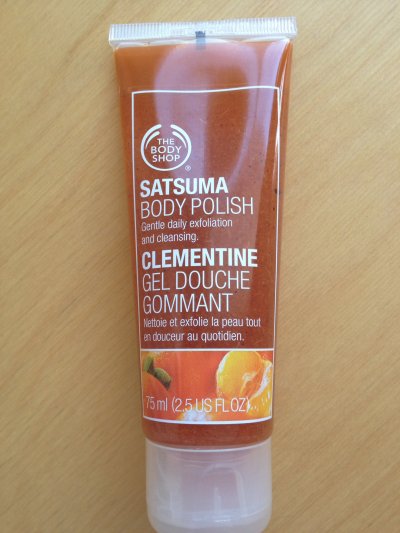 THE
BODY
SHOP
®
SATSUMA
BODY POLISH
Gentle daily exfoliation
and cleansing.
CLEMENTINE
GEL DOUCHE
GOMMANT
Nettoie et exfolie la peau tout
en douceur au quotidien.
75 ml (2.5 US FL OZ)